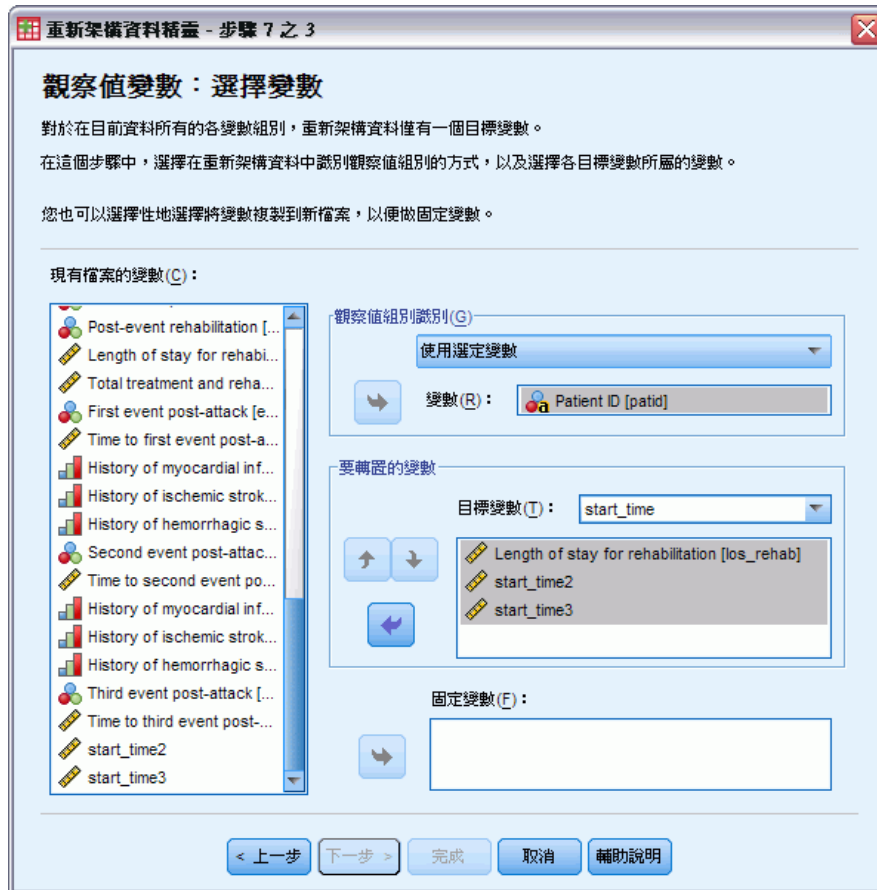 重新架構資料精靈 - 步驟 7 之 3
觀察值變數：選擇變數
對於在目前資料所有的各變數組別，重新架構資料僅有一個目標變數。
在這個步驟中，選擇在重新架構資料中識別觀察值組別的方式，以及選擇各目標變數所屬的變數。
您也可以選擇性地選擇將變數複製到新檔案，以便做固定變數。
現有檔案的變數(C)：
Post-event rehabilitation [...
Length of stay for rehabi...
Total treatment and reha...
First event post-attack [e...
Time to first event post-a...
History of myocardial inf...
History of ischemic strok...
History of hemorrhagic s...
Second event post-attac...
Time to second event po...
History of myocardial inf...
History of ischemic strok...
History of hemorrhagic s...
Third event post-attack [...
Time to third event post-...
start_time2
start_time3
觀察值組別識別(G)
使用選定變數
變數(R)：
a Patient ID [patid]
要轉置的變數
目標變數(T)：
start_time
Length of stay for rehabilitation [los_rehab]
start_time2
start_time3
固定變數(F)：
< 上一步
下一步 >
完成
取消
輔助說明